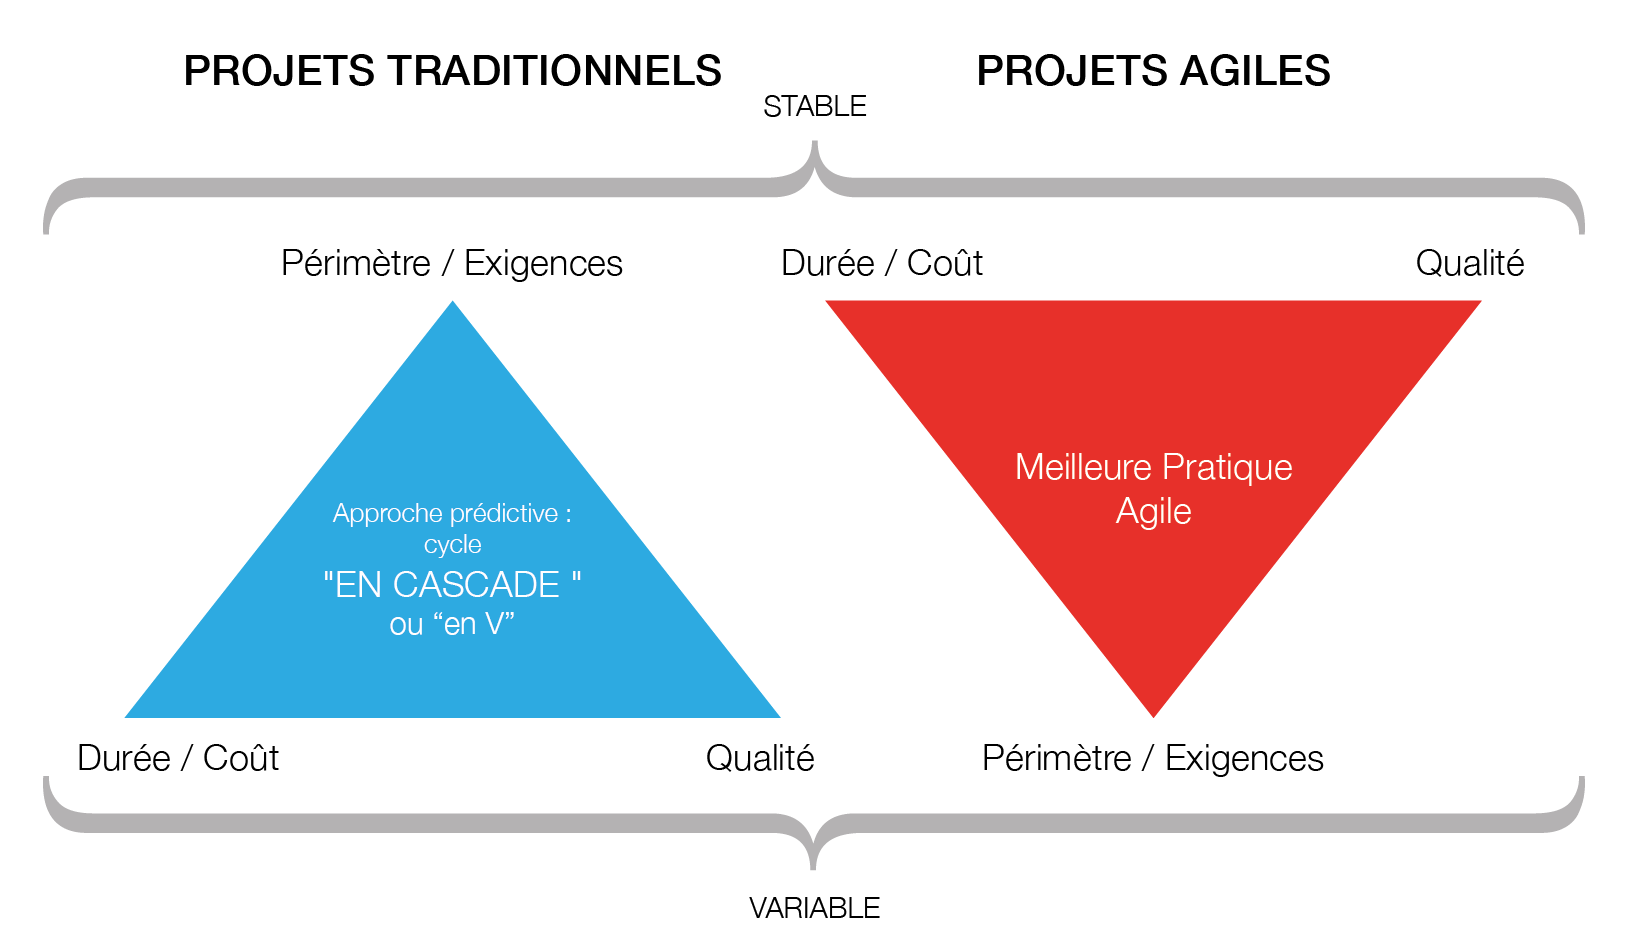 PROJETS TRADITIONNELS
PROJETS AGILES
STABLE
Périmètre / Exigences
Durée / Coût
Qualité
Approche prédictive :
cycle
"EN CASCADE "
ou “en V”
Meilleure Pratique
Agile
Durée / Coût
Qualité
Périmètre / Exigences
VARIABLE